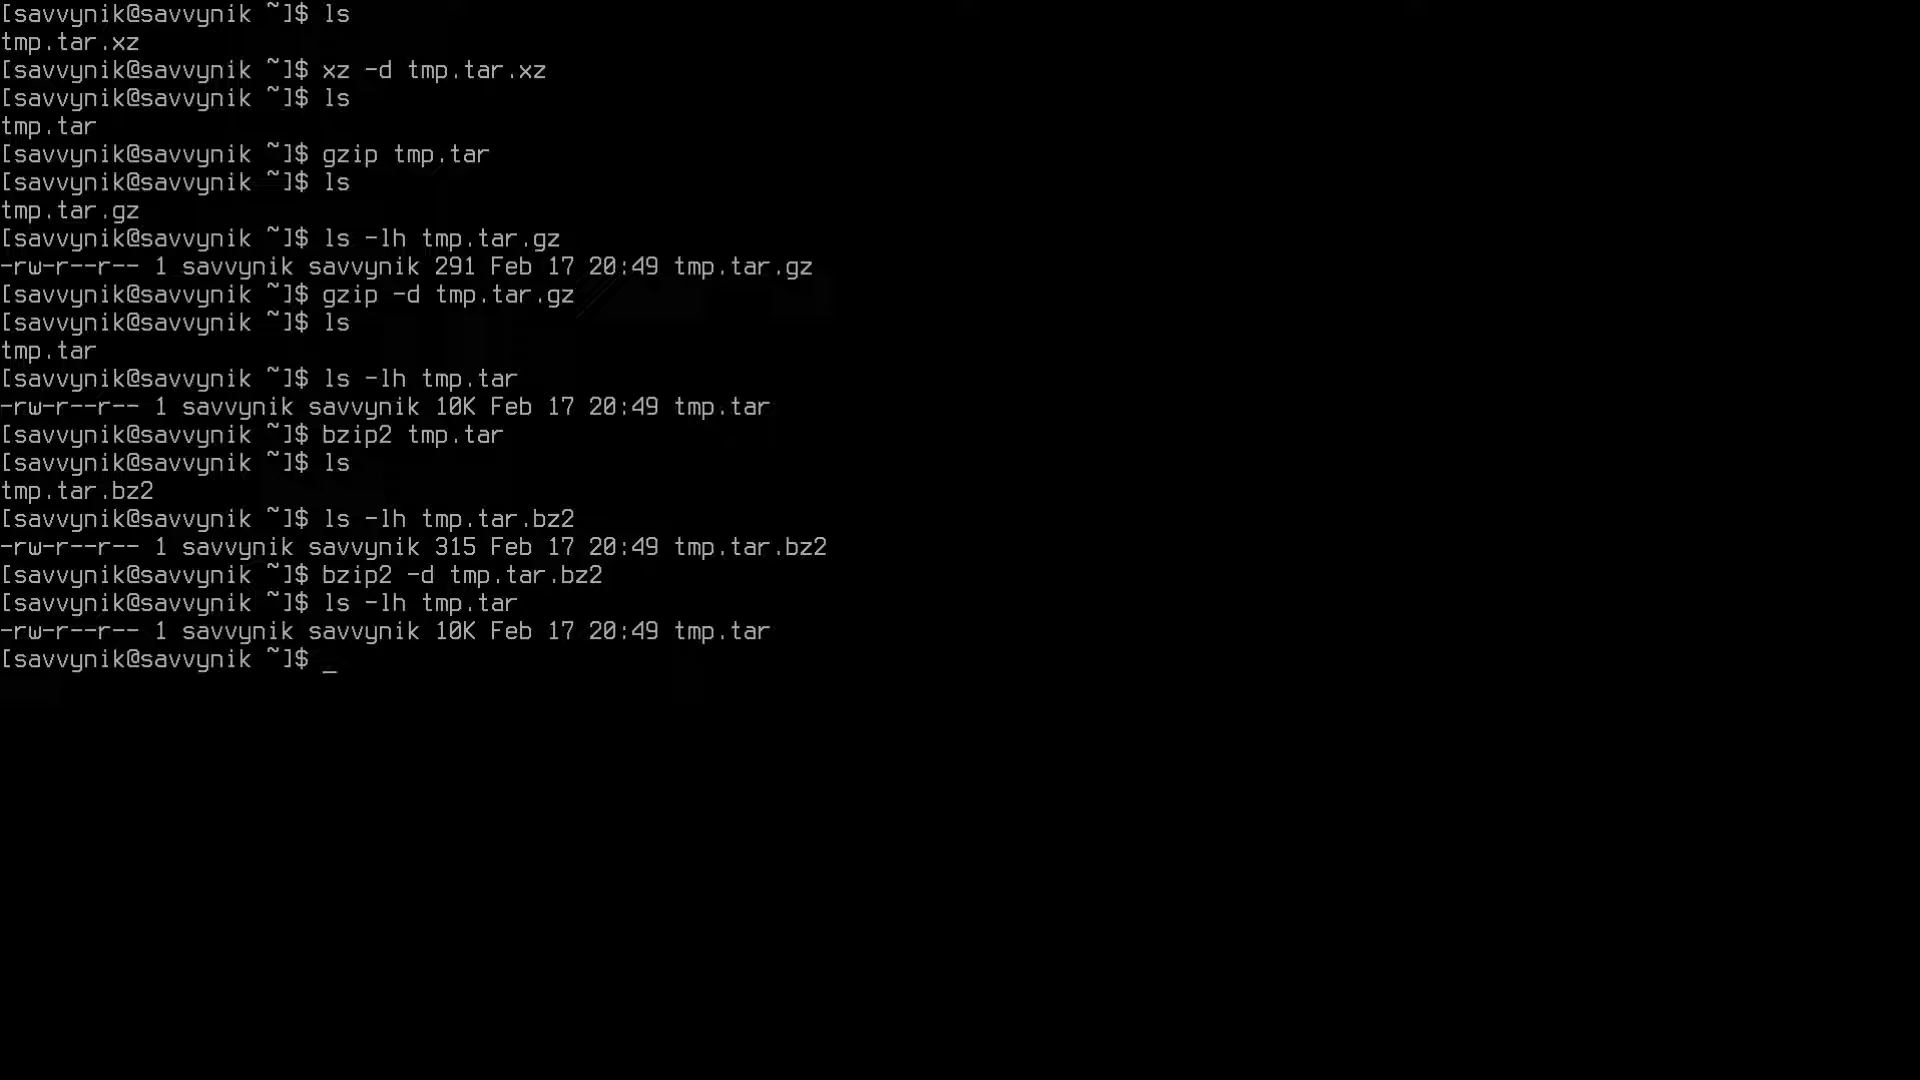 [savvynik@savvynik ~]$ ls
tmp.tar.xz
[savvynik@savvynik ~]$ xz -d tmp.tar.xz
[savvynik@savvynik ~]$ ls
tmp.tar
[savvynik@savvynik ~]$ gzip tmp.tar
[savvynik@savvynik ~]$ ls
tmp.tar.gz
[savvynik@savvynik ~]$ ls -lh tmp.tar.gz
-rw-r--r-- 1 savvynik savvynik 291 Feb 17 20:49 tmp.tar.gz
[savvynik@savvynik ~]$ gzip -d tmp.tar.gz
[savvynik@savvynik ~]$ ls
tmp.tar
[savvynik@savvynik ~]$ ls -lh tmp.tar
-rw-r--r-- 1 savvynik savvynik 10K Feb 17 20:49 tmp.tar
[savvynik@savvynik ~]$ bzip2 tmp.tar
[savvynik@savvynik ~]$ ls
tmp.tar.bz2
[savvynik@savvynik ~]$ ls -lh tmp.tar.bz2
-rw-r--r-- 1 savvynik savvynik 315 Feb 17 20:49 tmp.tar.bz2
[savvynik@savvynik ~]$ bzip2 -d tmp.tar.bz2
[savvynik@savvynik ~]$ ls -lh tmp.tar
-rw-r--r-- 1 savvynik savvynik 10K Feb 17 20:49 tmp.tar
[savvynik@savvynik ~]$ _